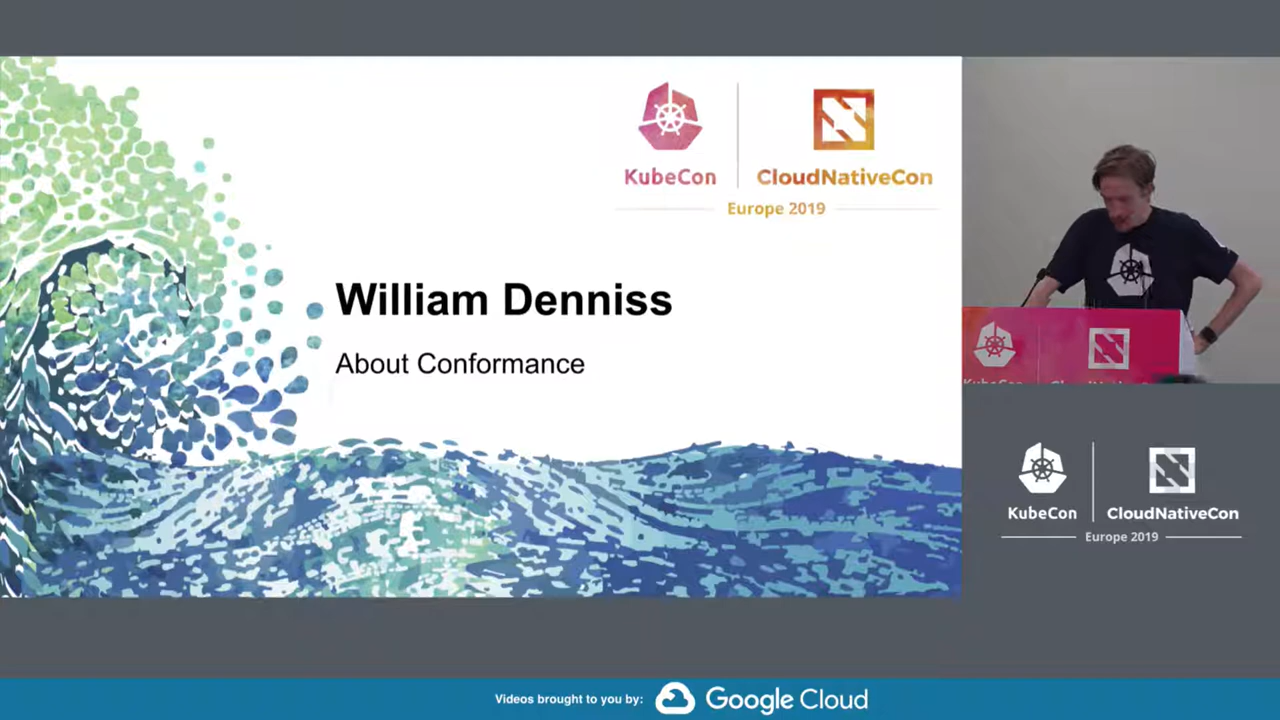 KubeCon
CloudNativeCon
Europe 2019
William Denniss
About Conformance
KubeCon
CloudNativeCon
Europe 2019
Videos brought to you by:
Google Cloud